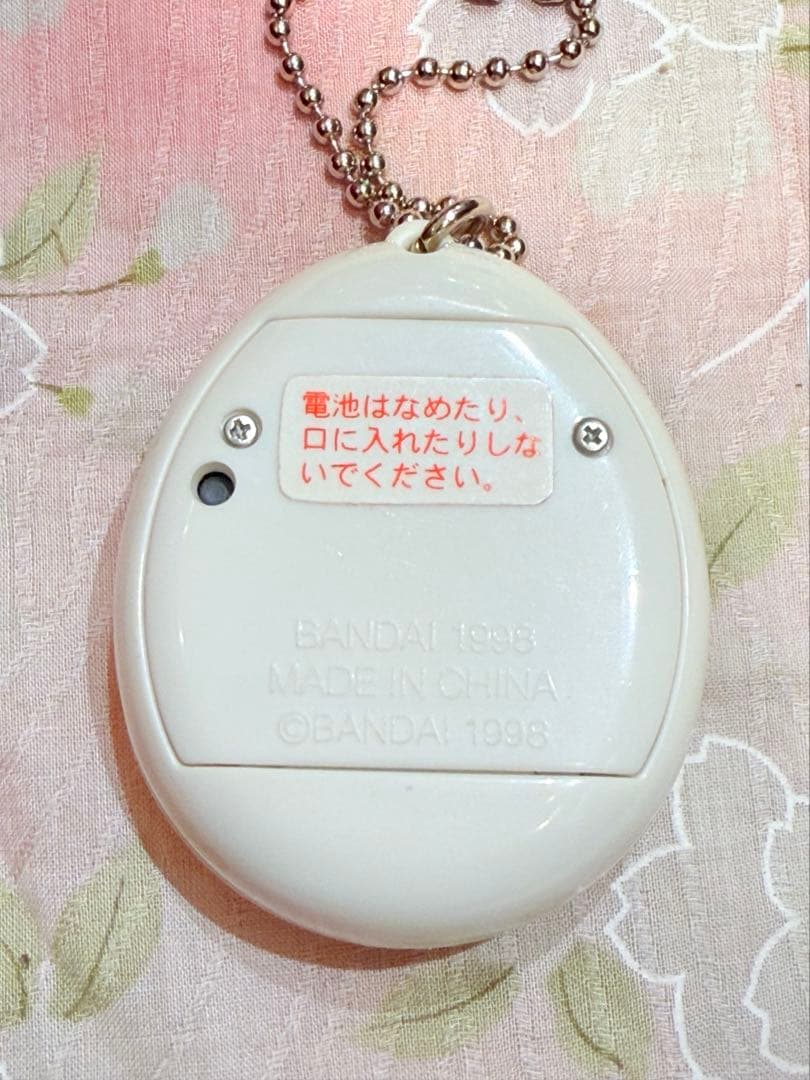 電池はなめたり、
口に入れたりしな
いでください。
BANDAI 1998
MADE IN CHINA
©BANDAI 1998